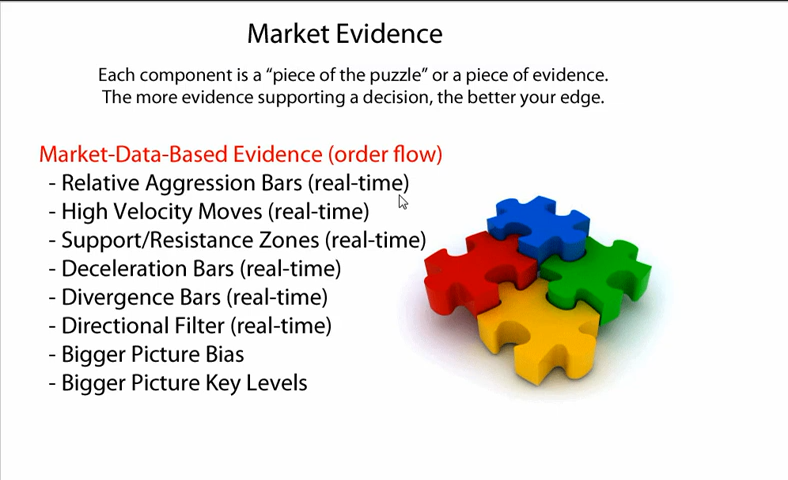 Market Evidence
Each component is a “piece of the puzzle” or a piece of evidence.
The more evidence supporting a decision, the better your edge.
Market-Data-Based Evidence (order flow)
- Relative Aggression Bars (real-time)
- High Velocity Moves (real-time)
- Support/Resistance Zones (real-time)
- Deceleration Bars (real-time)
- Divergence Bars (real-time)
- Directional Filter (real-time)
- Bigger Picture Bias
- Bigger Picture Key Levels